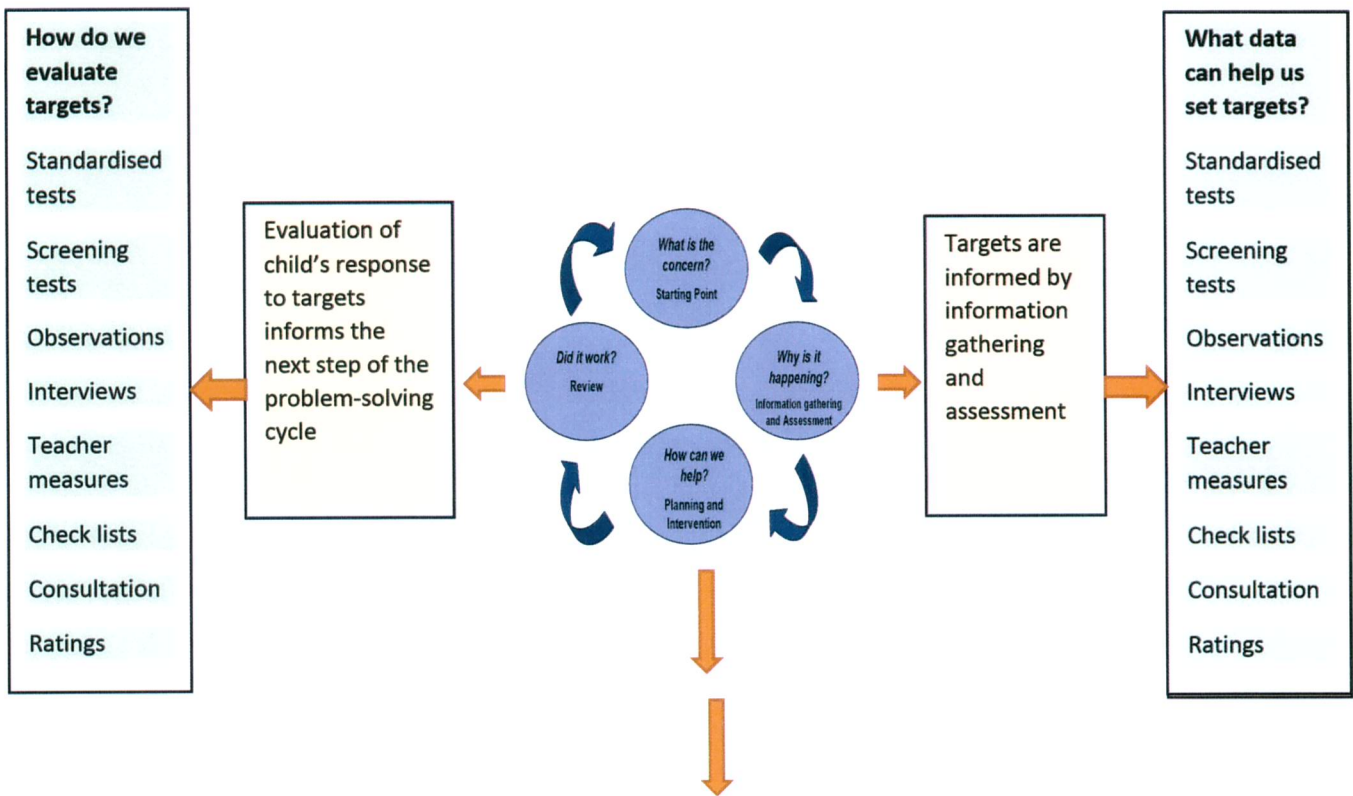 How do we
evaluate
targets?
Standardised
tests
Screening
tests
Observations
Interviews
Teacher
measures
Check lists
Consultation
Ratings
Evaluation of
child's response
to targets
informs the
next step of the
problem-solving
cycle
What is the
concern?
Starting Point
Did it work?
Review
Why is it
happening?
Information gathering
and Assessment
How can we
help?
Planning and
Intervention
Targets are
informed by
information
gathering
and
assessment
What data
can help us
set targets?
Standardised
tests
Screening
tests
Observations
Interviews
Teacher
measures
Check lists
Consultation
Ratings